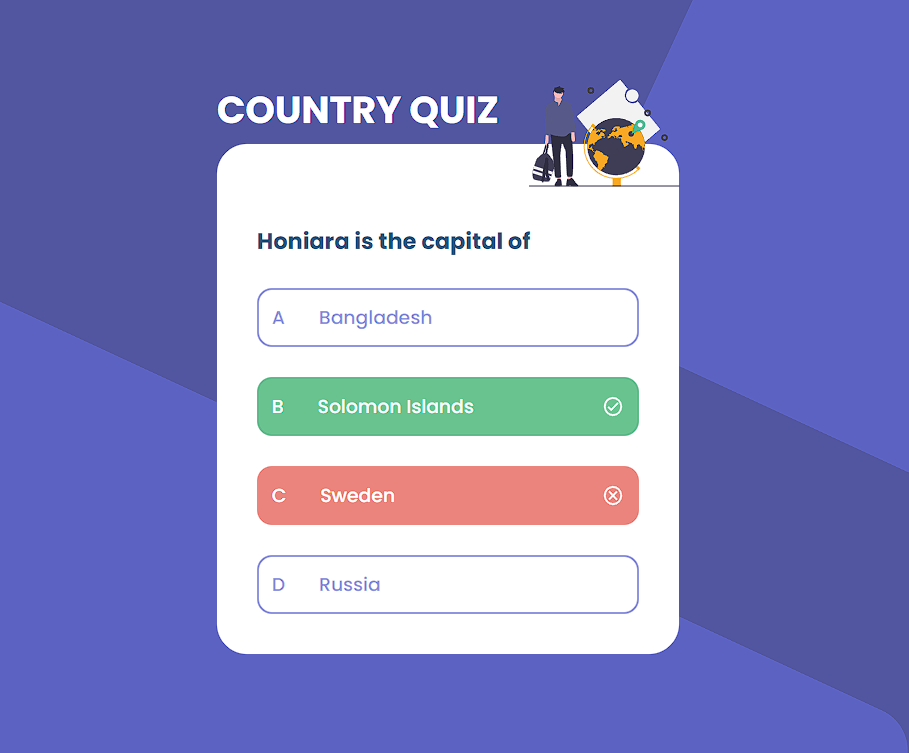 COUNTRY QUIZ
Honiara is the capital of
A Bangladesh
B Solomon Islands
C Sweden
D Russia